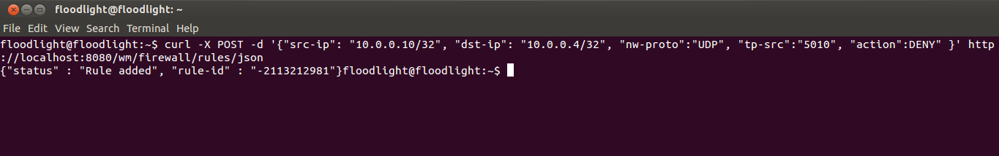 floodlight@floodlight: ~
File Edit View Search Terminal Help
floodlight@floodlight:~$ curl -X POST -d '{"src-ip": "10.0.0.10/32", "dst-ip": "10.0.0.4/32", "nw-proto":"UDP", "tp-src":"5010", "action":DENY" }' http
://localhost:8080/wm/firewall/rules/json
{"status" : "Rule added", "rule-id" : "-2113212981"}floodlight@floodlight:~$